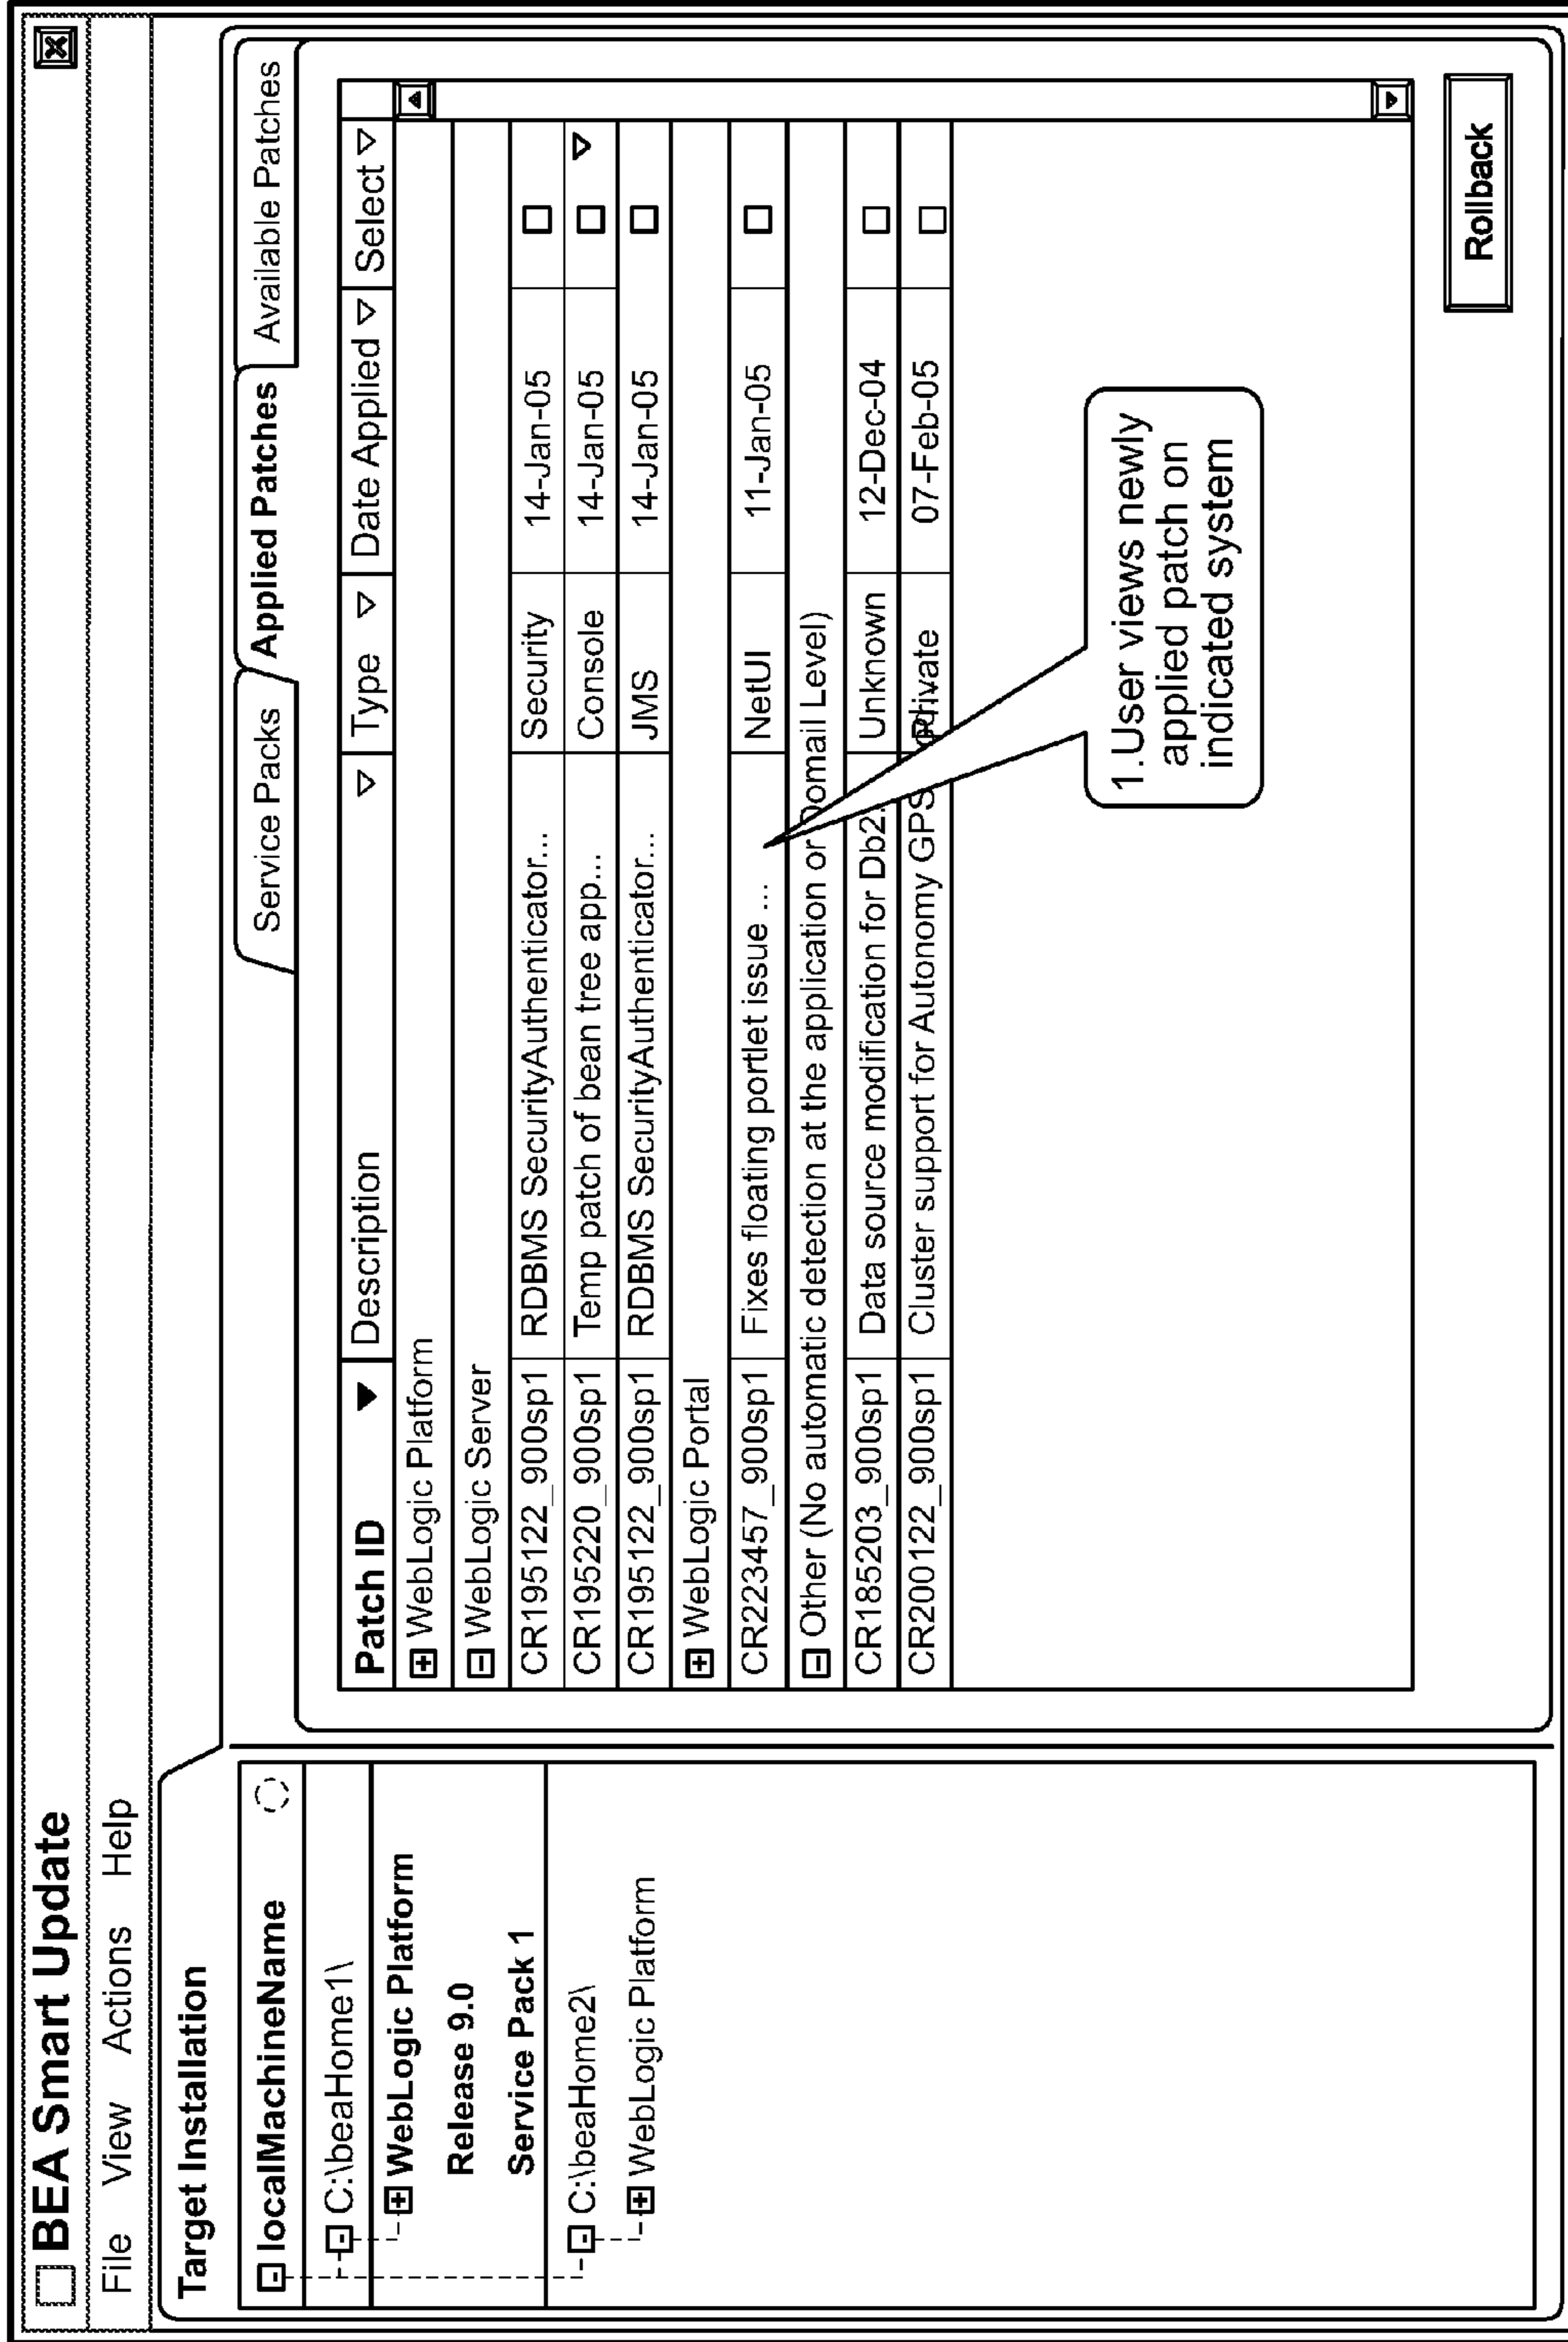 BEA Smart Update
File View Actions Help
Target Installation
localMachineName
C:\beaHome1\
WebLogic Platform
Release 9.0
Service Pack 1
C:\beaHome2\
WebLogic Platform
Service Packs Applied Patches Available Patches
Patch ID Description Type Date Applied Select
WebLogic Platform
WebLogic Server
CR195122_900sp1 RDBMS SecurityAuthenticator... Security 14-Jan-05
CR195220_900sp1 Temp patch of bean tree app... Console 14-Jan-05
CR195122_900sp1 RDBMS SecurityAuthenticator... JMS 14-Jan-05
WebLogic Portal
CR223457_900sp1 Fixes floating portlet issue ... NetUI 11-Jan-05
Other (No automatic detection at the application or Domail Level)
CR185203_900sp1 Data source modification for Db2. Unknown 12-Dec-04
CR200122_900sp1 Cluster support for Autonomy GPS Private 07-Feb-05
1.User views newly
applied patch on
indicated system
Rollback